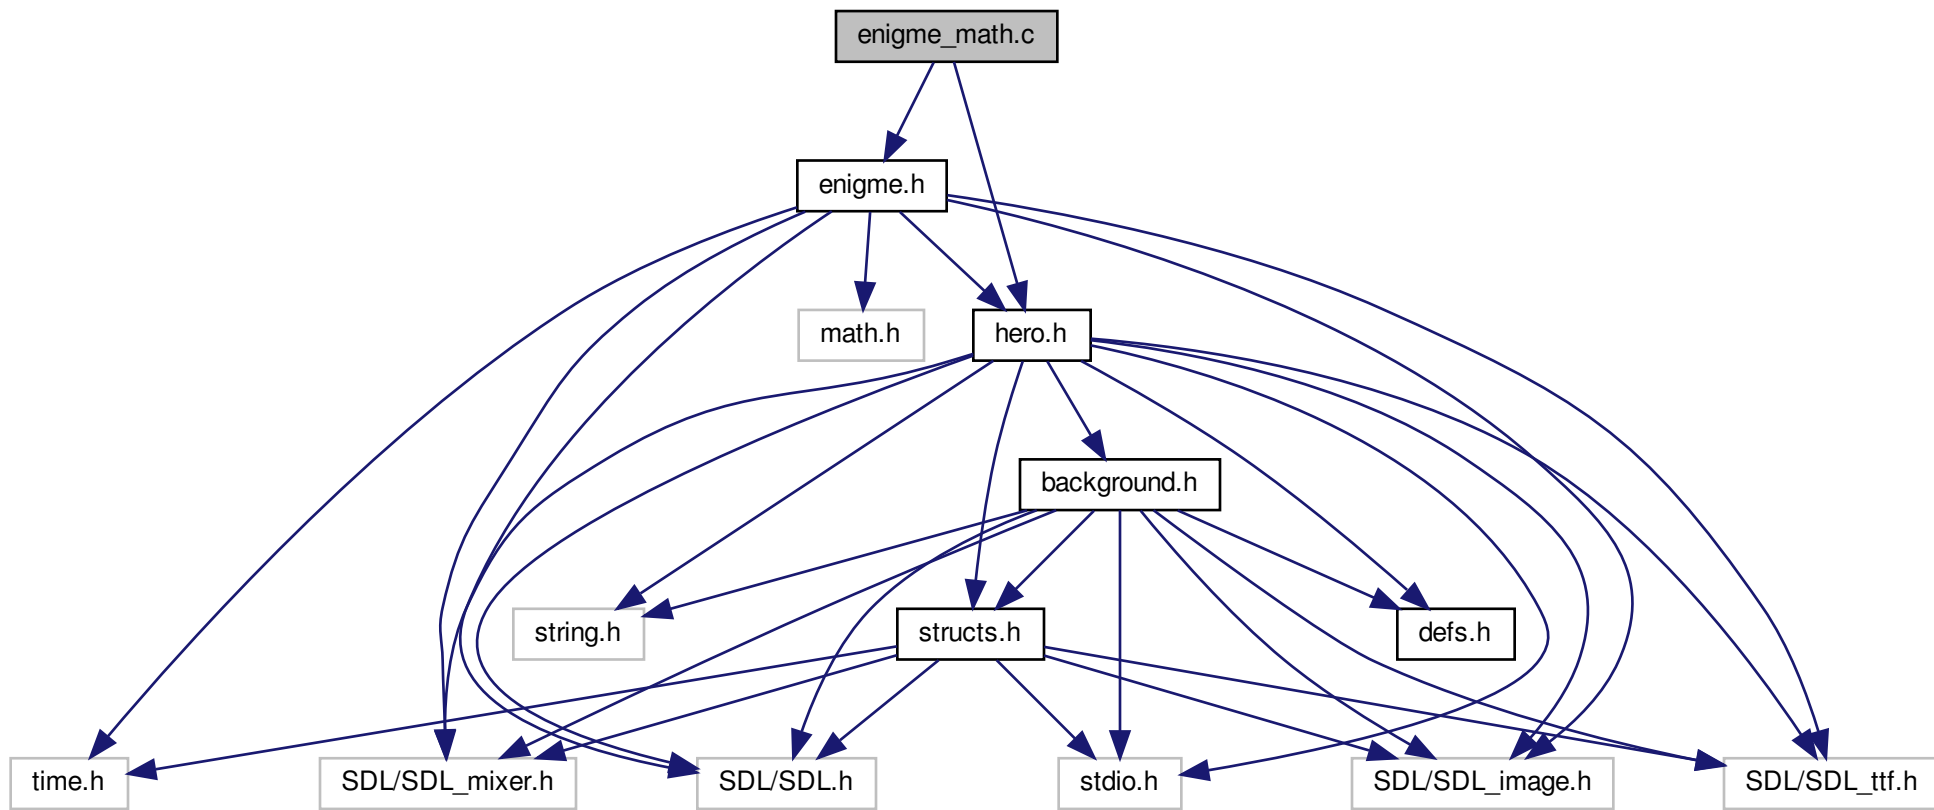 enigme_math.c
enigme.h
math.h
hero.h
background.h
string.h
structs.h
defs.h
time.h
SDL/SDL_mixer.h
SDL/SDL.h
stdio.h
SDL/SDL_image.h
SDL/SDL_ttf.h